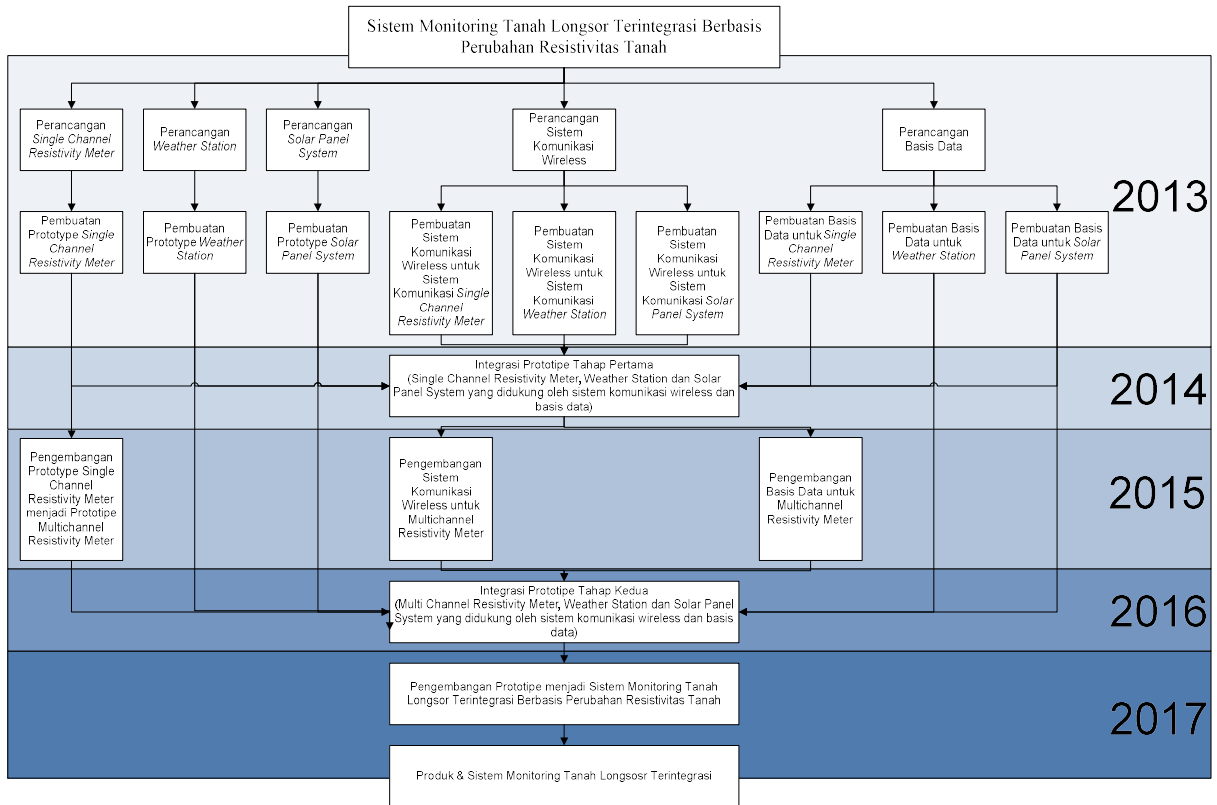 Sistem Monitoring Tanah Longsor Terintegrasi Berbasis
Perubahan Resistivitas Tanah
Perancangan
Single Channel
Resistivity Meter
Perancangan
Weather Station
Perancangan
Solar Panel
System
Perancangan
Sistem
Komunikasi
Wireless
Perancangan
Basis Data
2013
Pembuatan
Prototype Single
Channel
Resistivity Meter
Pembuatan
Prototype Weather
Station
Pembuatan
Prototype Solar
Panel System
Pembuatan
Sistem
Komunikasi
Wireless untuk
Sistem
Komunikasi Single
Channel
Resistivity Meter
Pembuatan
Sistem
Komunikasi
Wireless untuk
Sistem
Komunikasi
Weather Station
Pembuatan
Sistem
Komunikasi
Wireless untuk
Sistem
Komunikasi Solar
Panel System
Pembuatan Basis
Data untuk Single
Channel
Resistivity Meter
Pembuatan Basis
Data untuk
Weather Station
Pembuatan Basis
Data untuk Solar
Panel System
Integrasi Prototipe Tahap Pertama
(Single Channel Resistivity Meter, Weather Station dan Solar
Panel System yang didukung oleh sistem komunikasi wireless dan
basis data)
2014
Pengembangan
Prototype Single
Channel
Resistivity Meter
menjadi Prototipe
Multichannel
Resistivity Meter
Pengembangan
Sistem
Komunikasi
Wireless untuk
Multichannel
Resistivity Meter
Pengembangan
Basis Data untuk
Multichannel
Resistivity Meter
2015
Integrasi Prototipe Tahap Kedua
(Multi Channel Resistivity Meter, Weather Station dan Solar Panel
System yang didukung oleh sistem komunikasi wireless dan basis
data)
2016
Pengembangan Prototipe menjadi Sistem Monitoring Tanah
Longsor Terintegrasi Berbasis Perubahan Resistivitas Tanah
2017
Produk & Sistem Monitoring Tanah Longsosr Terintegrasi